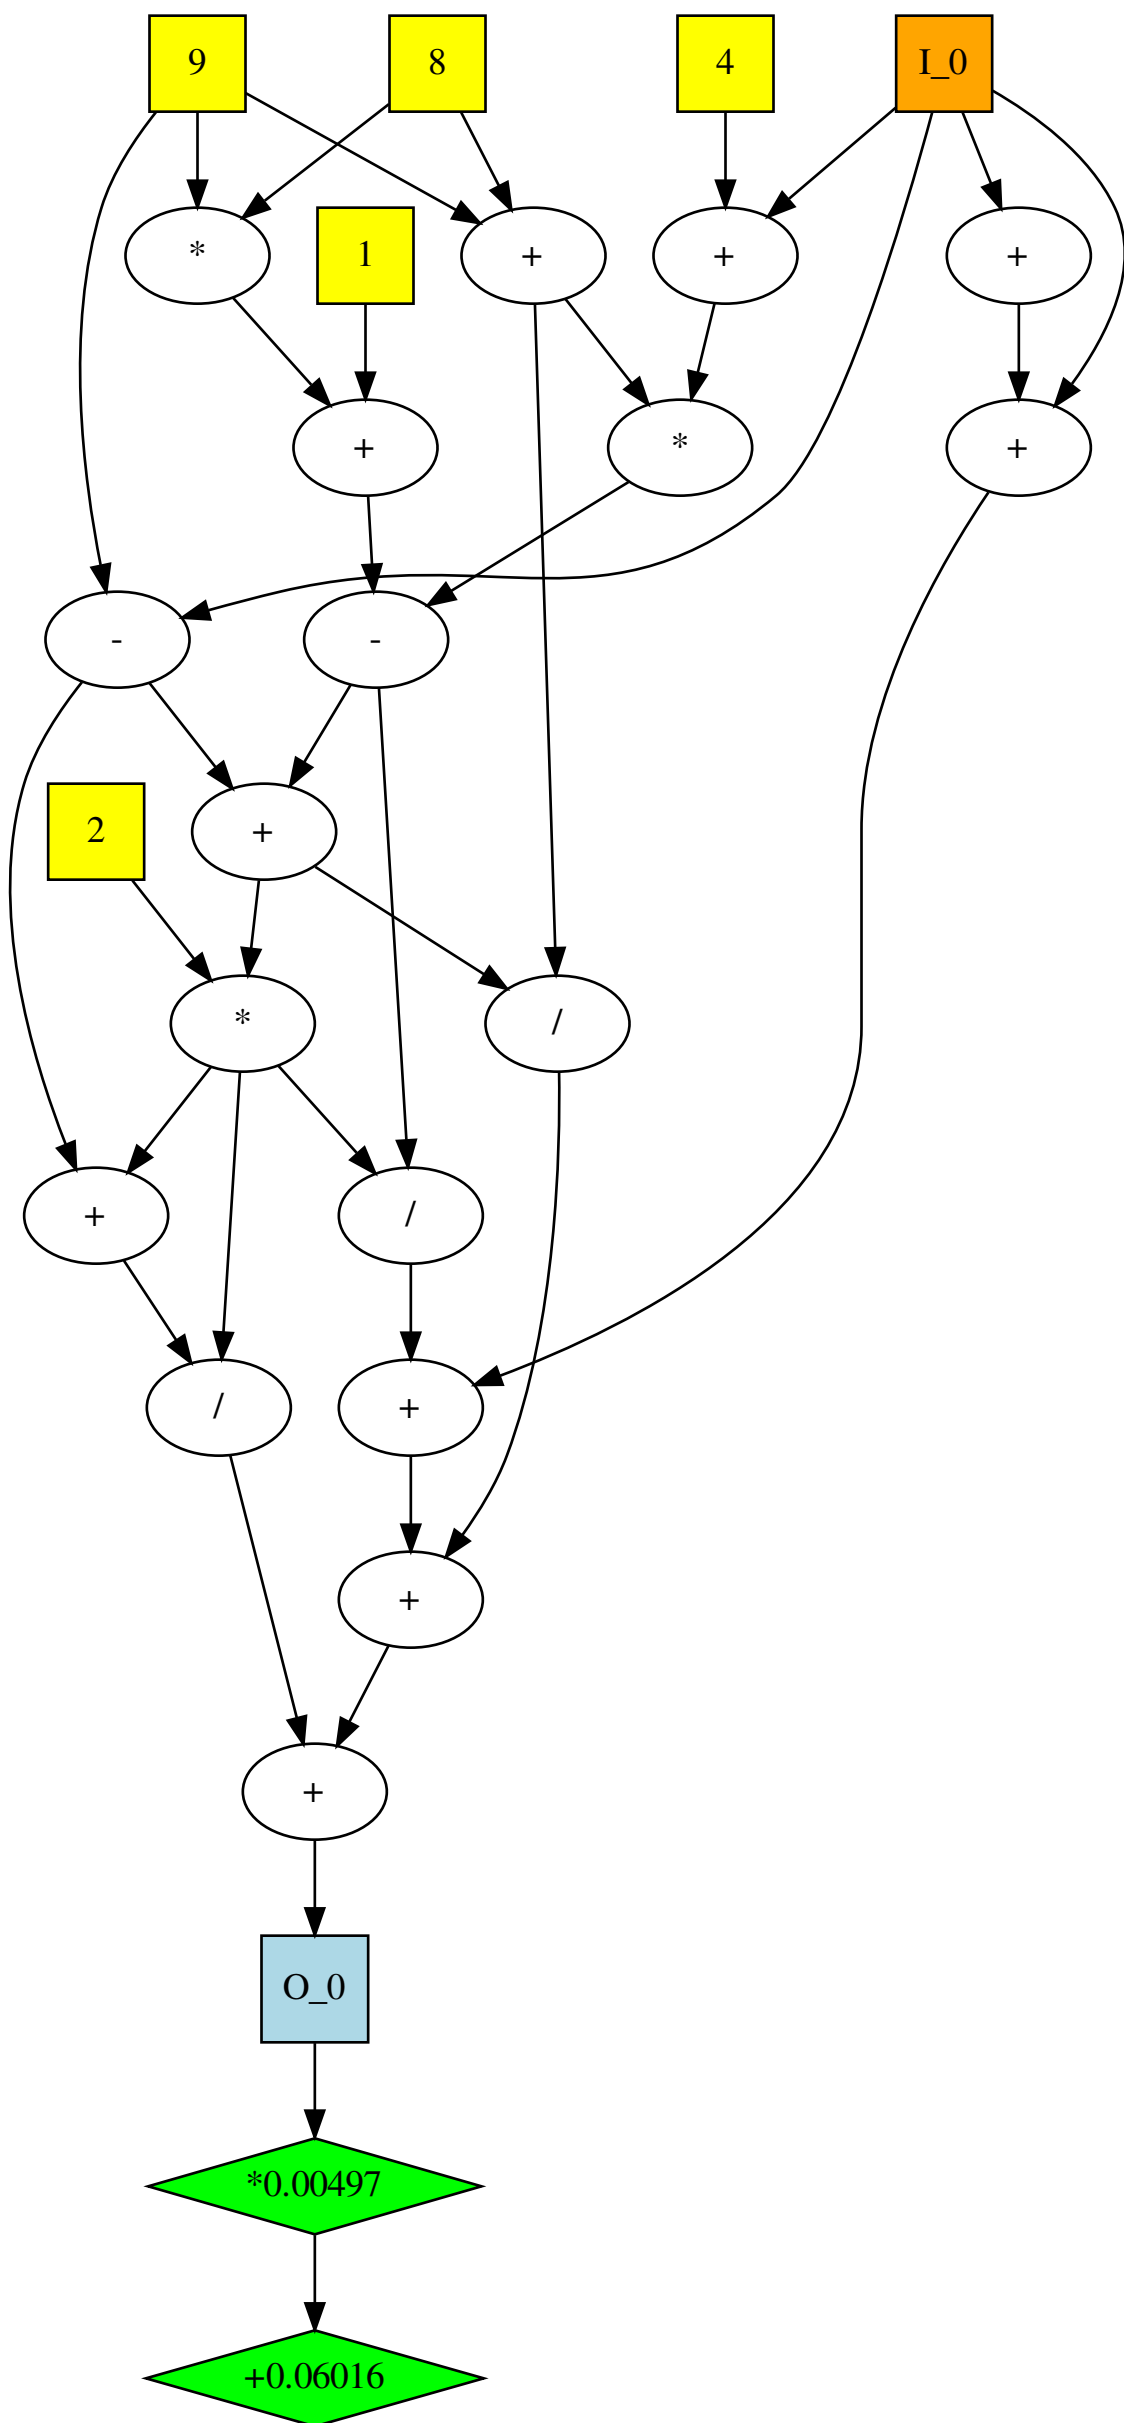 9 8 4 I_0
* 1 + + +
+ * +
- -
2 +
* /
+ /
/ +
+
+
O_0
*0.00497
+0.06016